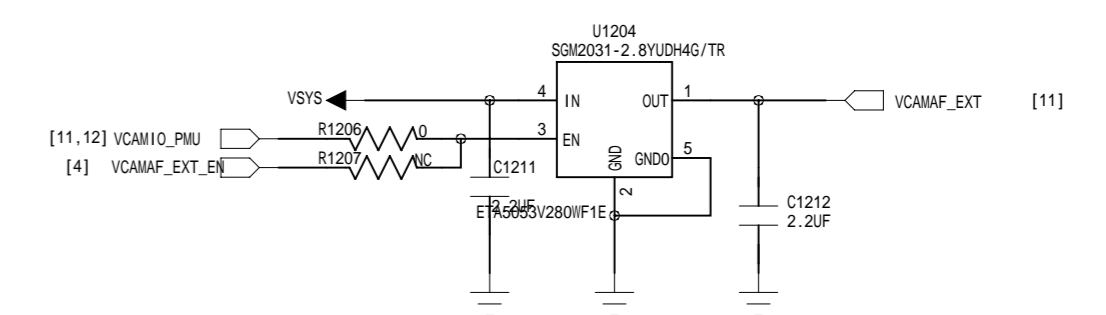 U1204
SGM2031-2.8YUDH4G/TR
VSYS
4 IN OUT 1
VCAMAF_EXT [11]
[11,12] VCAMIO_PMU
R1206 0
3 EN
[4] VCAMAF_EXT_EN
R1207 NC
GND
GND0 5
C1211
2.2UF
2
ETA5053V280WF1E
C1212
2.2UF